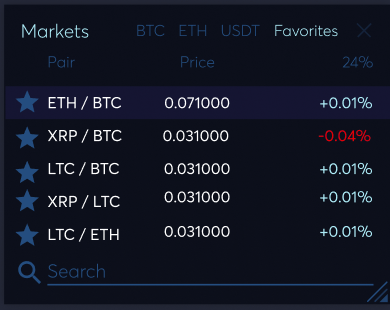 Markets BTC ETH USDT Favorites
Pair Price 24%
ETH / BTC 0.071000 +0.01%
XRP / BTC 0.031000 -0.04%
LTC / BTC 0.031000 +0.01%
XRP / LTC 0.031000 +0.01%
LTC / ETH 0.031000 +0.01%
Search